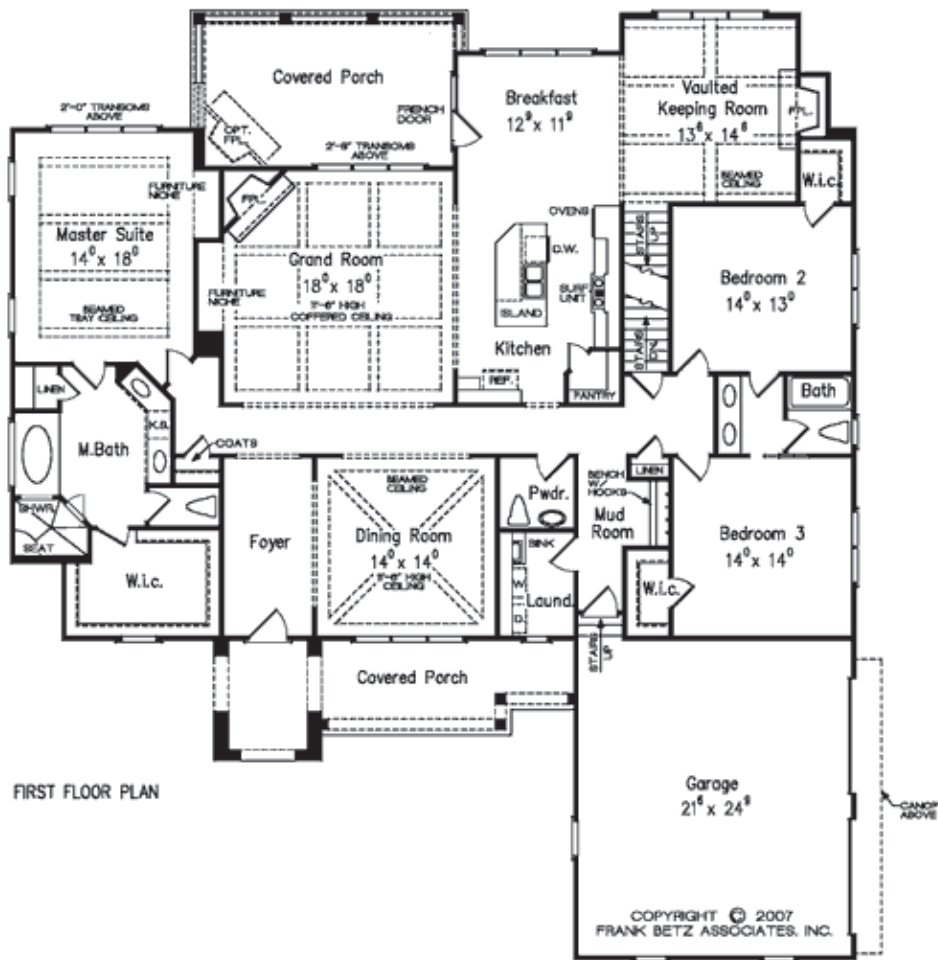 Covered Porch
2'-0" TRANSOMS
ABOVE
OPT.
FPL.
FRENCH
DOOR
2'-8" TRANSOMS
ABOVE
Breakfast
12⁹ x 11⁹
Vaulted
Keeping Room
13⁶ x 14⁶
FPL.
BEAMED
CEILING
W.i.c.
FURNITURE
NICHE
FPL.
Master Suite
14⁰ x 18⁰
BEAMED
TRAY CEILING
Grand Room
18⁰ x 18⁰
11'-8" HIGH
COFFERED CEILING
FURNITURE
NICHE
OVENS
D.W.
SURF
UNIT
ISLAND
Kitchen
REF.
PANTRY
STAIRS
UP
STAIRS
DN.
Bedroom 2
14⁰ x 13⁰
Bath
LINEN
K.S.
M.Bath
SHWR.
SEAT
W.i.c.
COATS
Foyer
BEAMED
CEILING
Dining Room
14⁰ x 14⁰
HIGH
CEILING
Pwdr.
SINK
W.
D.
Laund.
BENCH
W/
HOOKS
LINEN
Mud
Room
W.i.c.
Bedroom 3
14⁰ x 14⁰
STAIRS
UP
Covered Porch
FIRST FLOOR PLAN
Garage
21⁶ x 24⁹
CANOP
ABOVE
COPYRIGHT © 2007
FRANK BETZ ASSOCIATES, INC.